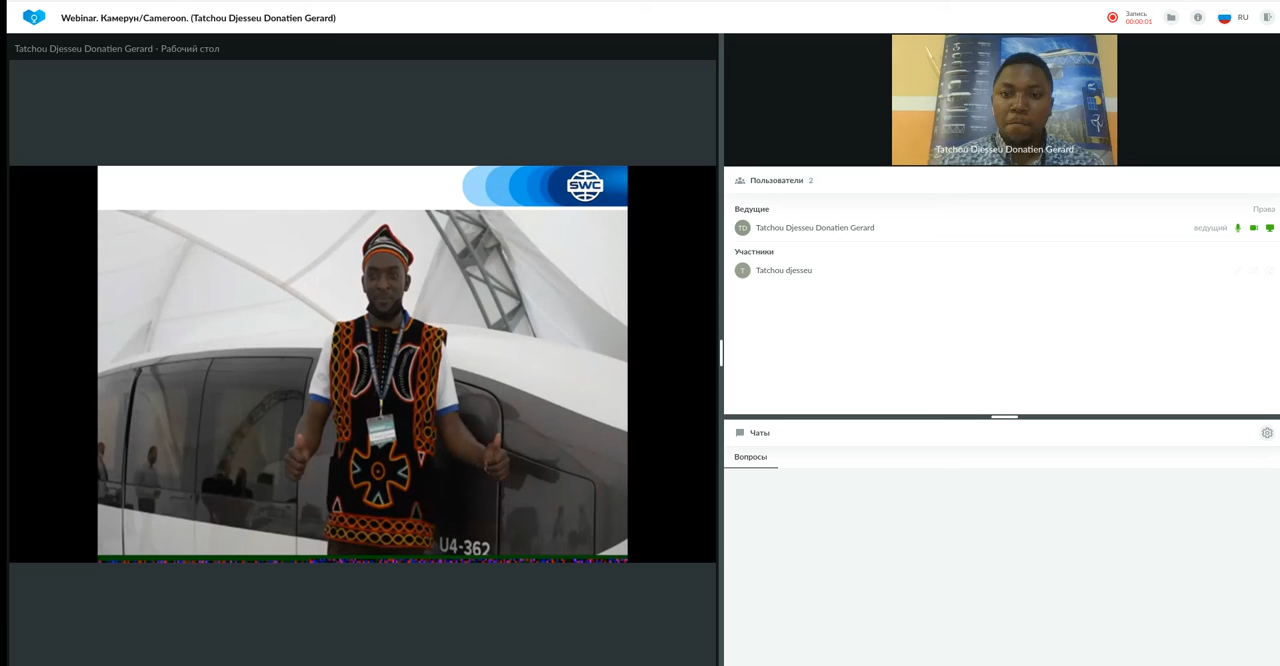 Webinar. Камерун/Cameroon. (Tatchou Djesseu Donatien Gerard)
Запись
00:00:01
RU
Tatchou Djesseu Donatien Gerard - Рабочий стол
SWC
U4-362
Tatchou Djesseu Donatien Gerard
Пользователи 2
Ведущие Права
TD Tatchou Djesseu Donatien Gerard ведущий
Участники
T Tatchou djesseu
Чаты
Вопросы